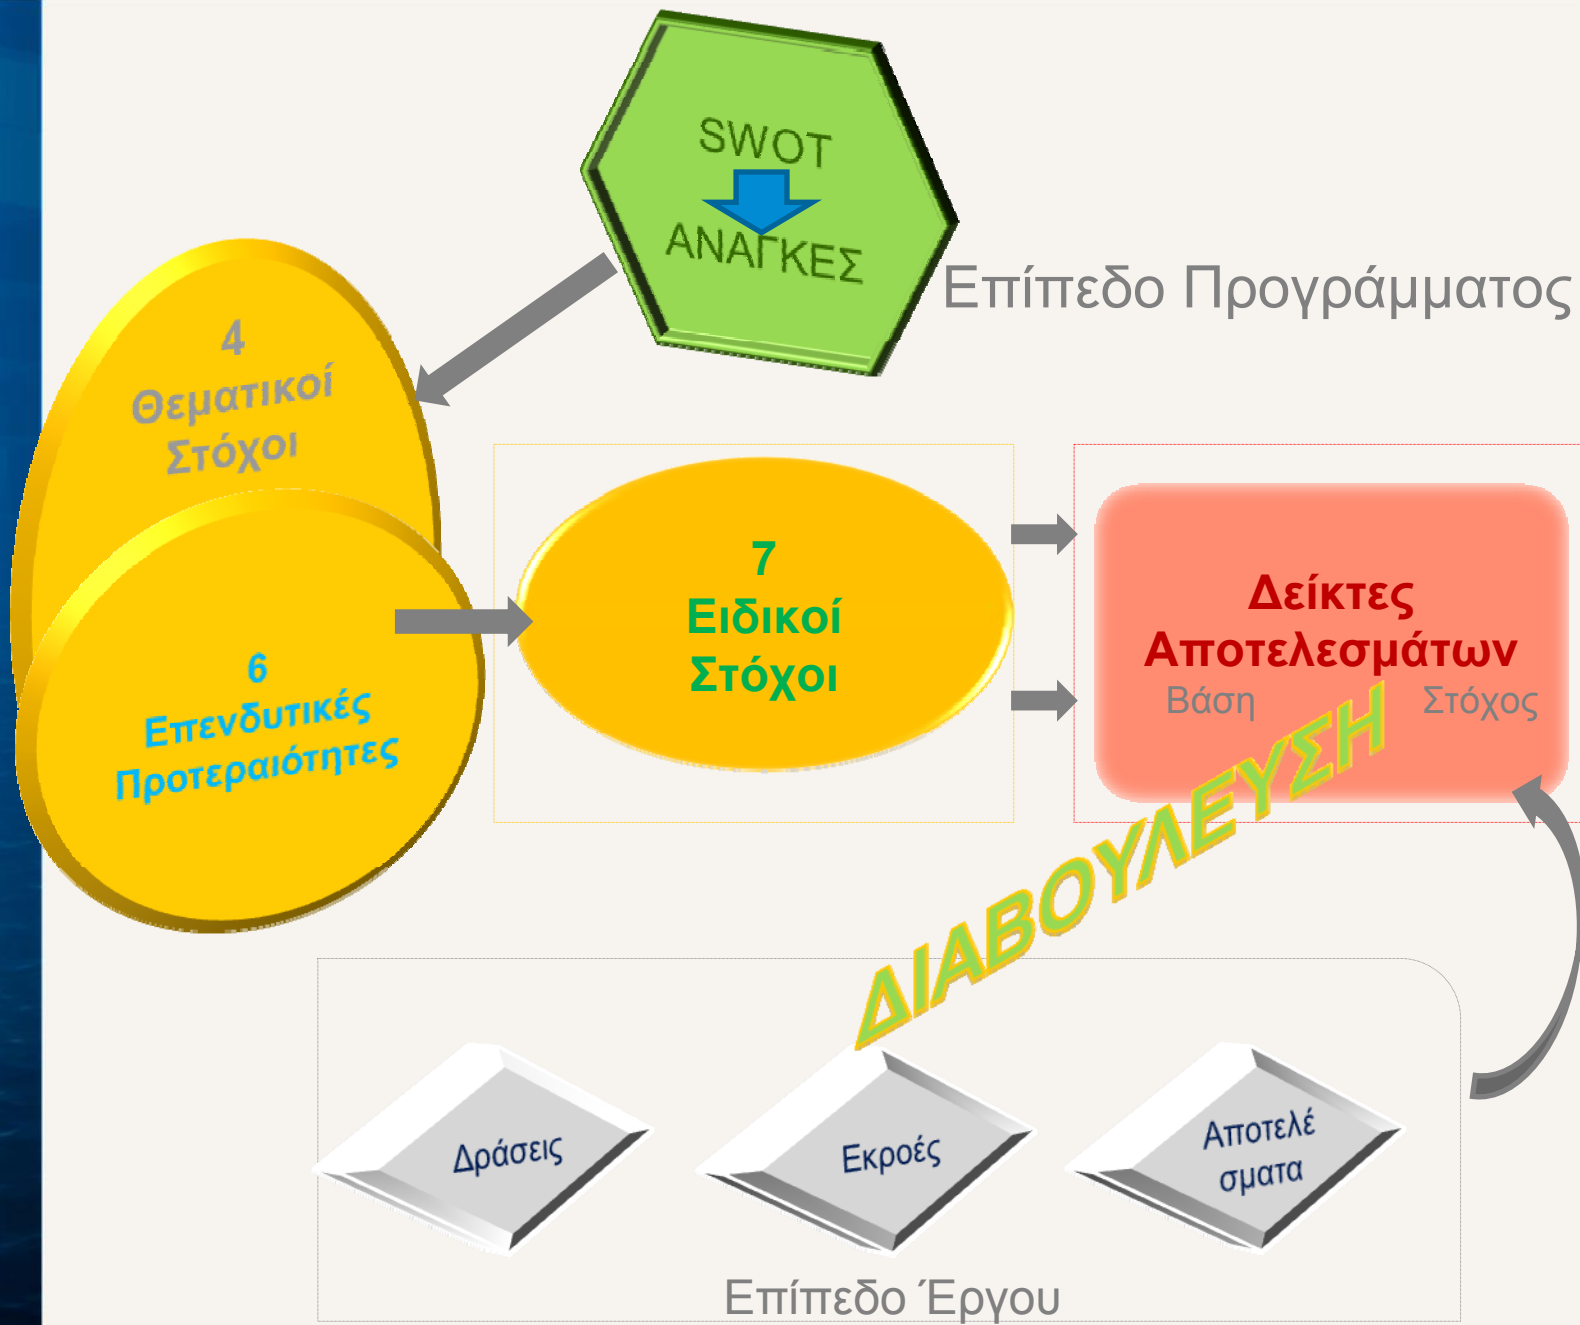 SWOT
ΑΝΑΓΚΕΣ
Επίπεδο Προγράμματος
4
Θεματικοί
Στόχοι
6
Επενδυτικές
Προτεραιότητες
7
Ειδικοί
Στόχοι
Δείκτες
Αποτελεσμάτων
Βάση Στόχος
ΔΙΑΒΟΥΛΕΥΣΗ
Δράσεις
Εκροές
Αποτελέ
σματα
Επίπεδο Έργου